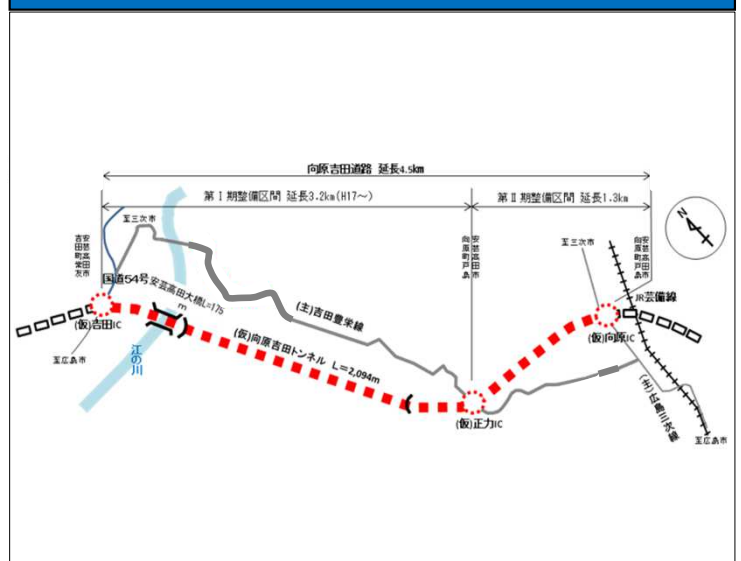 向原吉田道路 延長4.5km
第Ⅰ期整備区間 延長3.2km(H17～)
第Ⅱ期整備区間 延長1.3km
安芸高田市
吉田町常友
至三次市
安芸高田市
向原町戸島
至三次市
安芸高田市
向原町戸島
N
国道54号
安芸高田大橋L=175
m
(主)吉田豊栄線
JR芸備線
(仮)吉田IC
(仮)向原吉田トンネル L=2,094m
(仮)向原IC
至広島市
江の川
(主)広島三次線
(仮)正力IC
至広島市